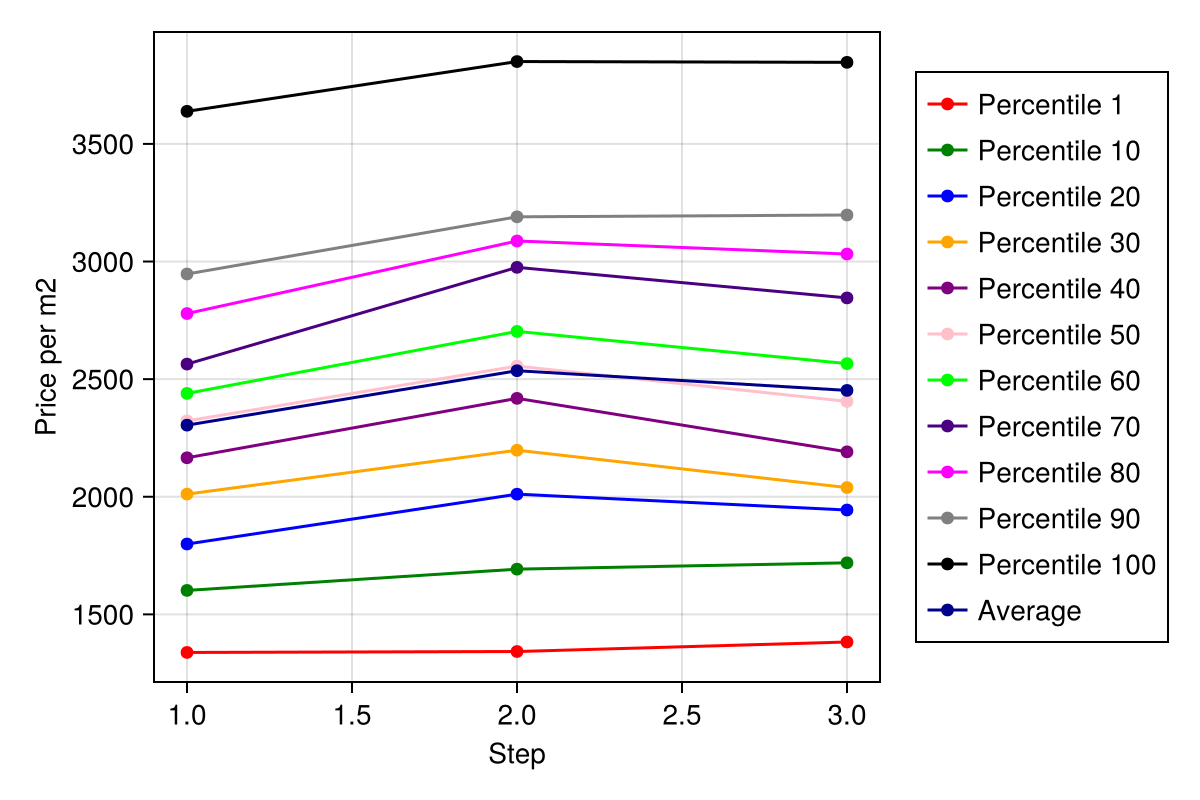 Price per m2
3500
3000
2500
2000
1500
1.0 1.5 2.0 2.5 3.0
Step
Percentile 1
Percentile 10
Percentile 20
Percentile 30
Percentile 40
Percentile 50
Percentile 60
Percentile 70
Percentile 80
Percentile 90
Percentile 100
Average